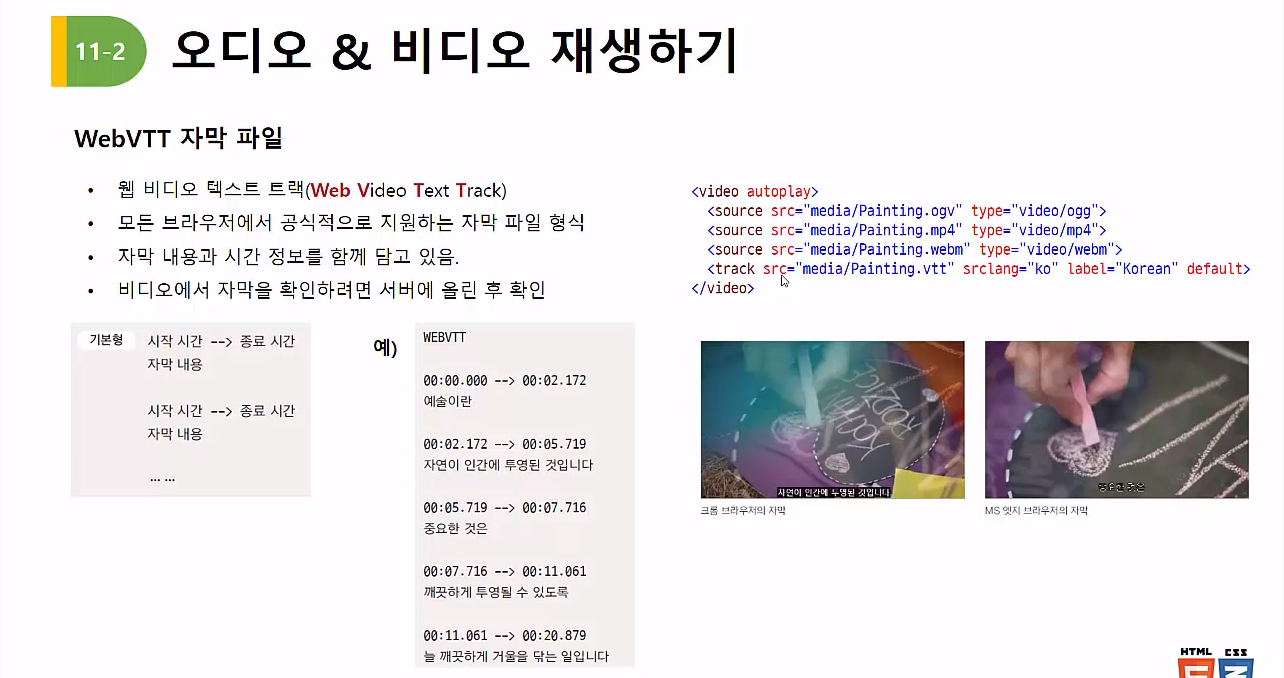 11-2
오디오 & 비디오 재생하기
WebVTT 자막 파일
• 웹 비디오 텍스트 트랙(Web Video Text Track)
• 모든 브라우저에서 공식적으로 지원하는 자막 파일 형식
• 자막 내용과 시간 정보를 함께 담고 있음.
• 비디오에서 자막을 확인하려면 서버에 올린 후 확인
기본형
시작 시간 --> 종료 시간
자막 내용
시작 시간 --> 종료 시간
자막 내용
... ...
예)
WEBVTT
00:00.000 --> 00:02.172
예술이란
00:02.172 --> 00:05.719
자연이 인간에 투영된 것입니다
00:05.719 --> 00:07.716
중요한 것은
00:07.716 --> 00:11.061
깨끗하게 투영될 수 있도록
00:11.061 --> 00:20.879
늘 깨끗하게 거울을 닦는 일입니다
<video autoplay>
<source src="media/Painting.ogv" type="video/ogg">
<source src="media/Painting.mp4" type="video/mp4">
<source src="media/Painting.webm" type="video/webm">
<track src="media/Painting.vtt" srclang="ko" label="Korean" default>
</video>
자연이 인간에 투영된 것입니다
크롬 브라우저의 자막
중요한 것은
MS 엣지 브라우저의 자막
HTML CSS